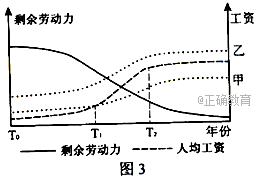 剩余劳动力 工资
乙
甲
@正确教育
T₀ T₁ T₂ 年份
剩余劳动力 人均工资
图3